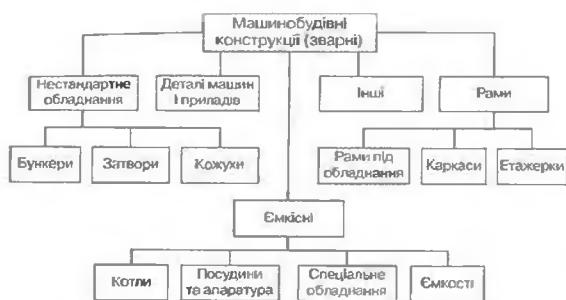 Машинобудівні
конструкції (зварні)
Нестандартне
обладнання
Деталі машин
і приладів
Інші
Рами
Бункери
Затвори
Кожухи
Рами під
обладнання
Каркаси
Етажерки
Ємкісні
Котли
Посудини
та апаратура
Спеціальне
обладнання
Ємкості